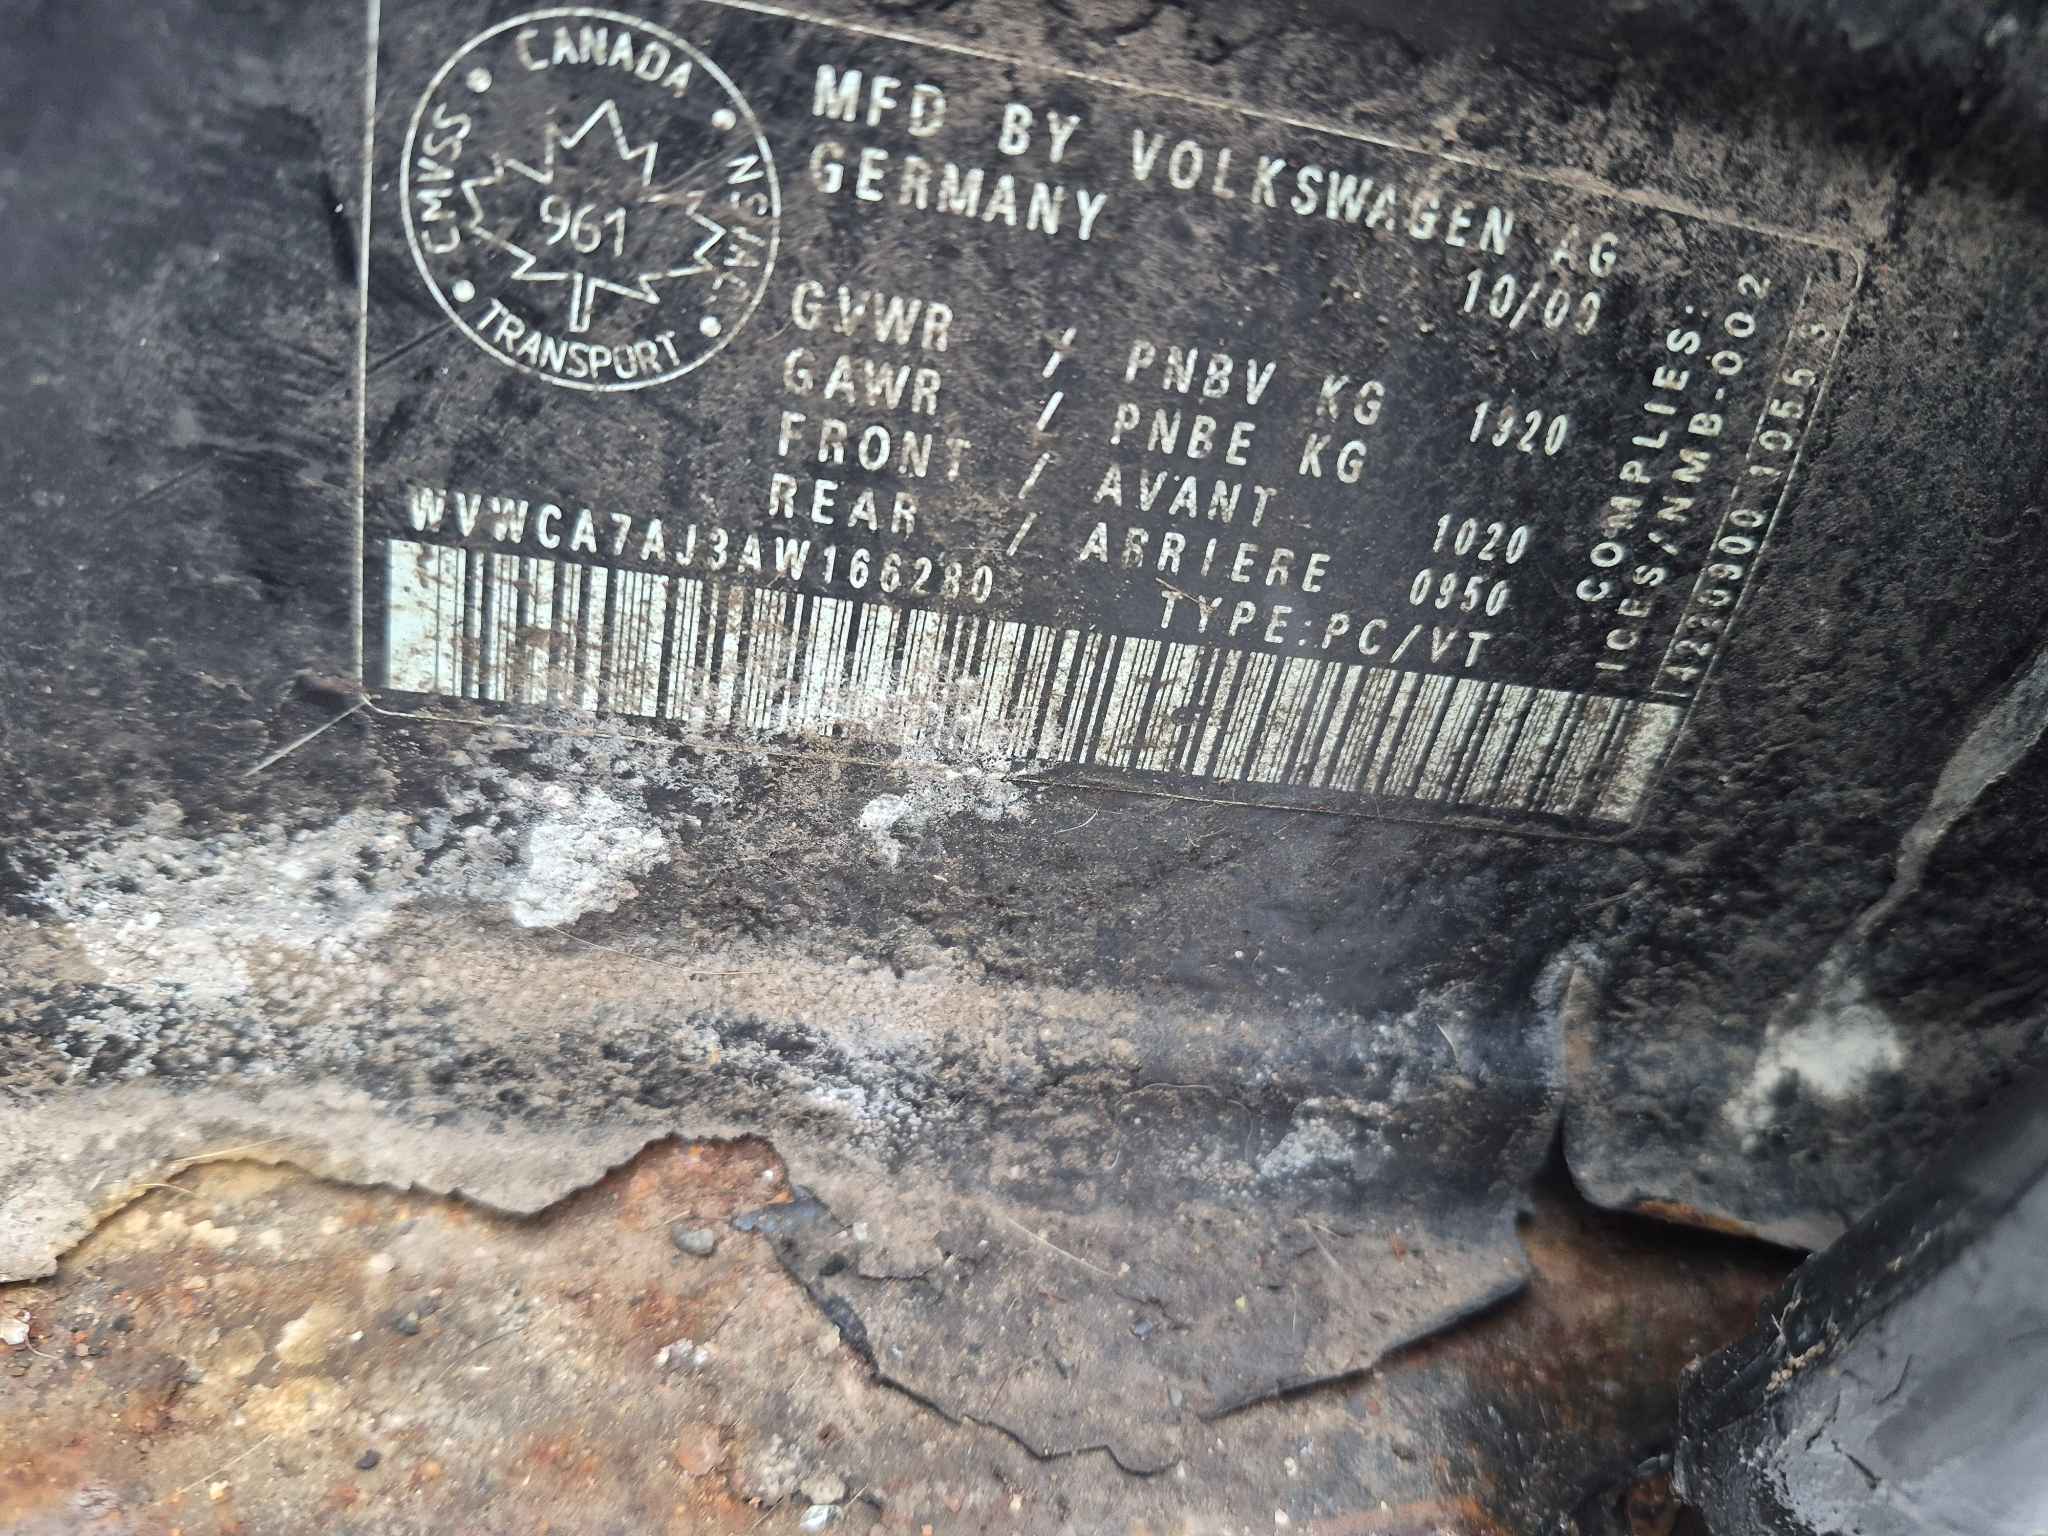 CANADA
CMVSS
NSVAC
961
TRANSPORT
MFD BY VOLKSWAGEN AG
GERMANY
10/09
GVWR / PNBV KG 1920
GAWR / PNBE KG
FRONT / AVANT 1020
REAR / ARRIERE 0950
TYPE:PC/VT
WVWCA7AJ3AW166280
COMPLIES:
ICES/NMB-002